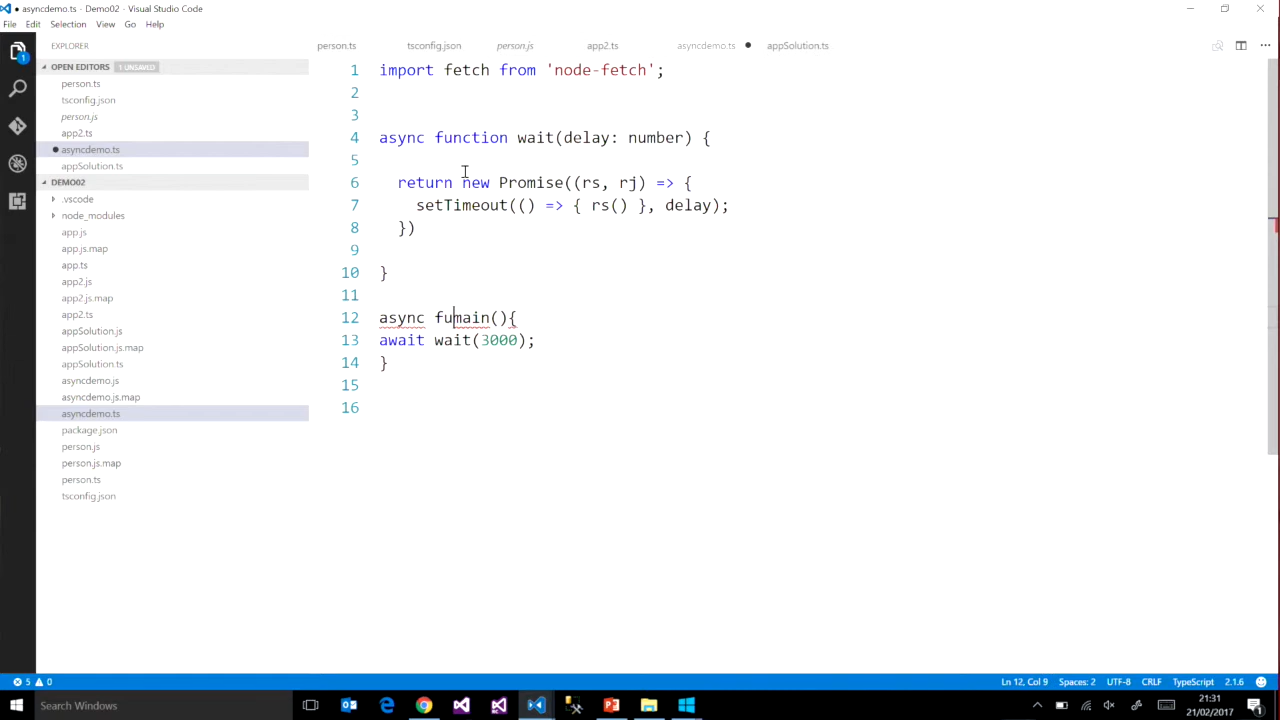 asyncdemo.ts - Demo02 - Visual Studio Code
File Edit Selection View Go Help
EXPLORER
person.ts tsconfig.json person.js app2.ts asyncdemo.ts appSolution.ts
OPEN EDITORS 1 UNSAVED
person.ts
tsconfig.json
person.js
app2.ts
asyncdemo.ts
appSolution.ts
DEMO02
.vscode
node_modules
app.js
app.js.map
app.ts
app2.js
app2.js.map
app2.ts
appSolution.js
appSolution.js.map
appSolution.ts
asyncdemo.js
asyncdemo.js.map
asyncdemo.ts
package.json
person.js
person.js.map
person.ts
tsconfig.json
1 import fetch from 'node-fetch';
2
3
4 async function wait(delay: number) {
5
6 return new Promise((rs, rj) => {
7 setTimeout(() => { rs() }, delay);
8 })
9
10 }
11
12 async fumain(){
13 await wait(3000);
14 }
15
16
1
5 0
Ln 12, Col 9 Spaces: 2 UTF-8 CRLF TypeScript 2.1.6
Search Windows
21:31
21/02/2017
1